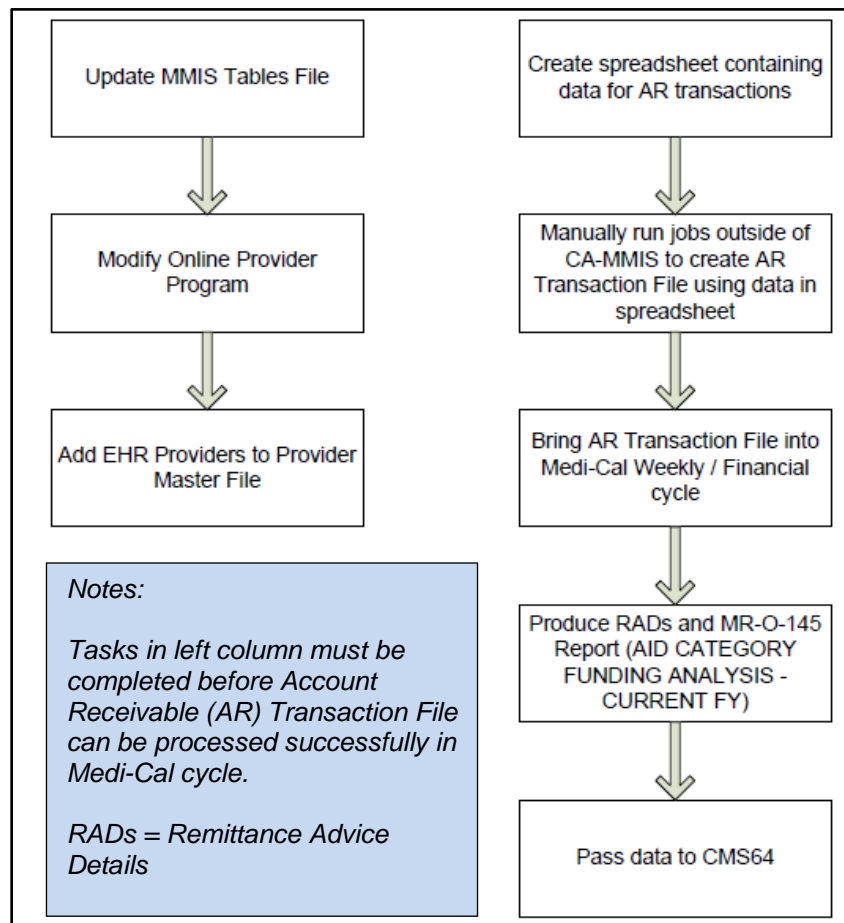 Update MMIS Tables File
Modify Online Provider
Program
Add EHR Providers to Provider
Master File
Notes:
Tasks in left column must be
completed before Account
Receivable (AR) Transaction File
can be processed successfully in
Medi-Cal cycle.
RADs = Remittance Advice
Details
Create spreadsheet containing
data for AR transactions
Manually run jobs outside of
CA-MMIS to create AR
Transaction File using data in
spreadsheet
Bring AR Transaction File into
Medi-Cal Weekly / Financial
cycle
Produce RADs and MR-O-145
Report (AID CATEGORY
FUNDING ANALYSIS -
CURRENT FY)
Pass data to CMS64